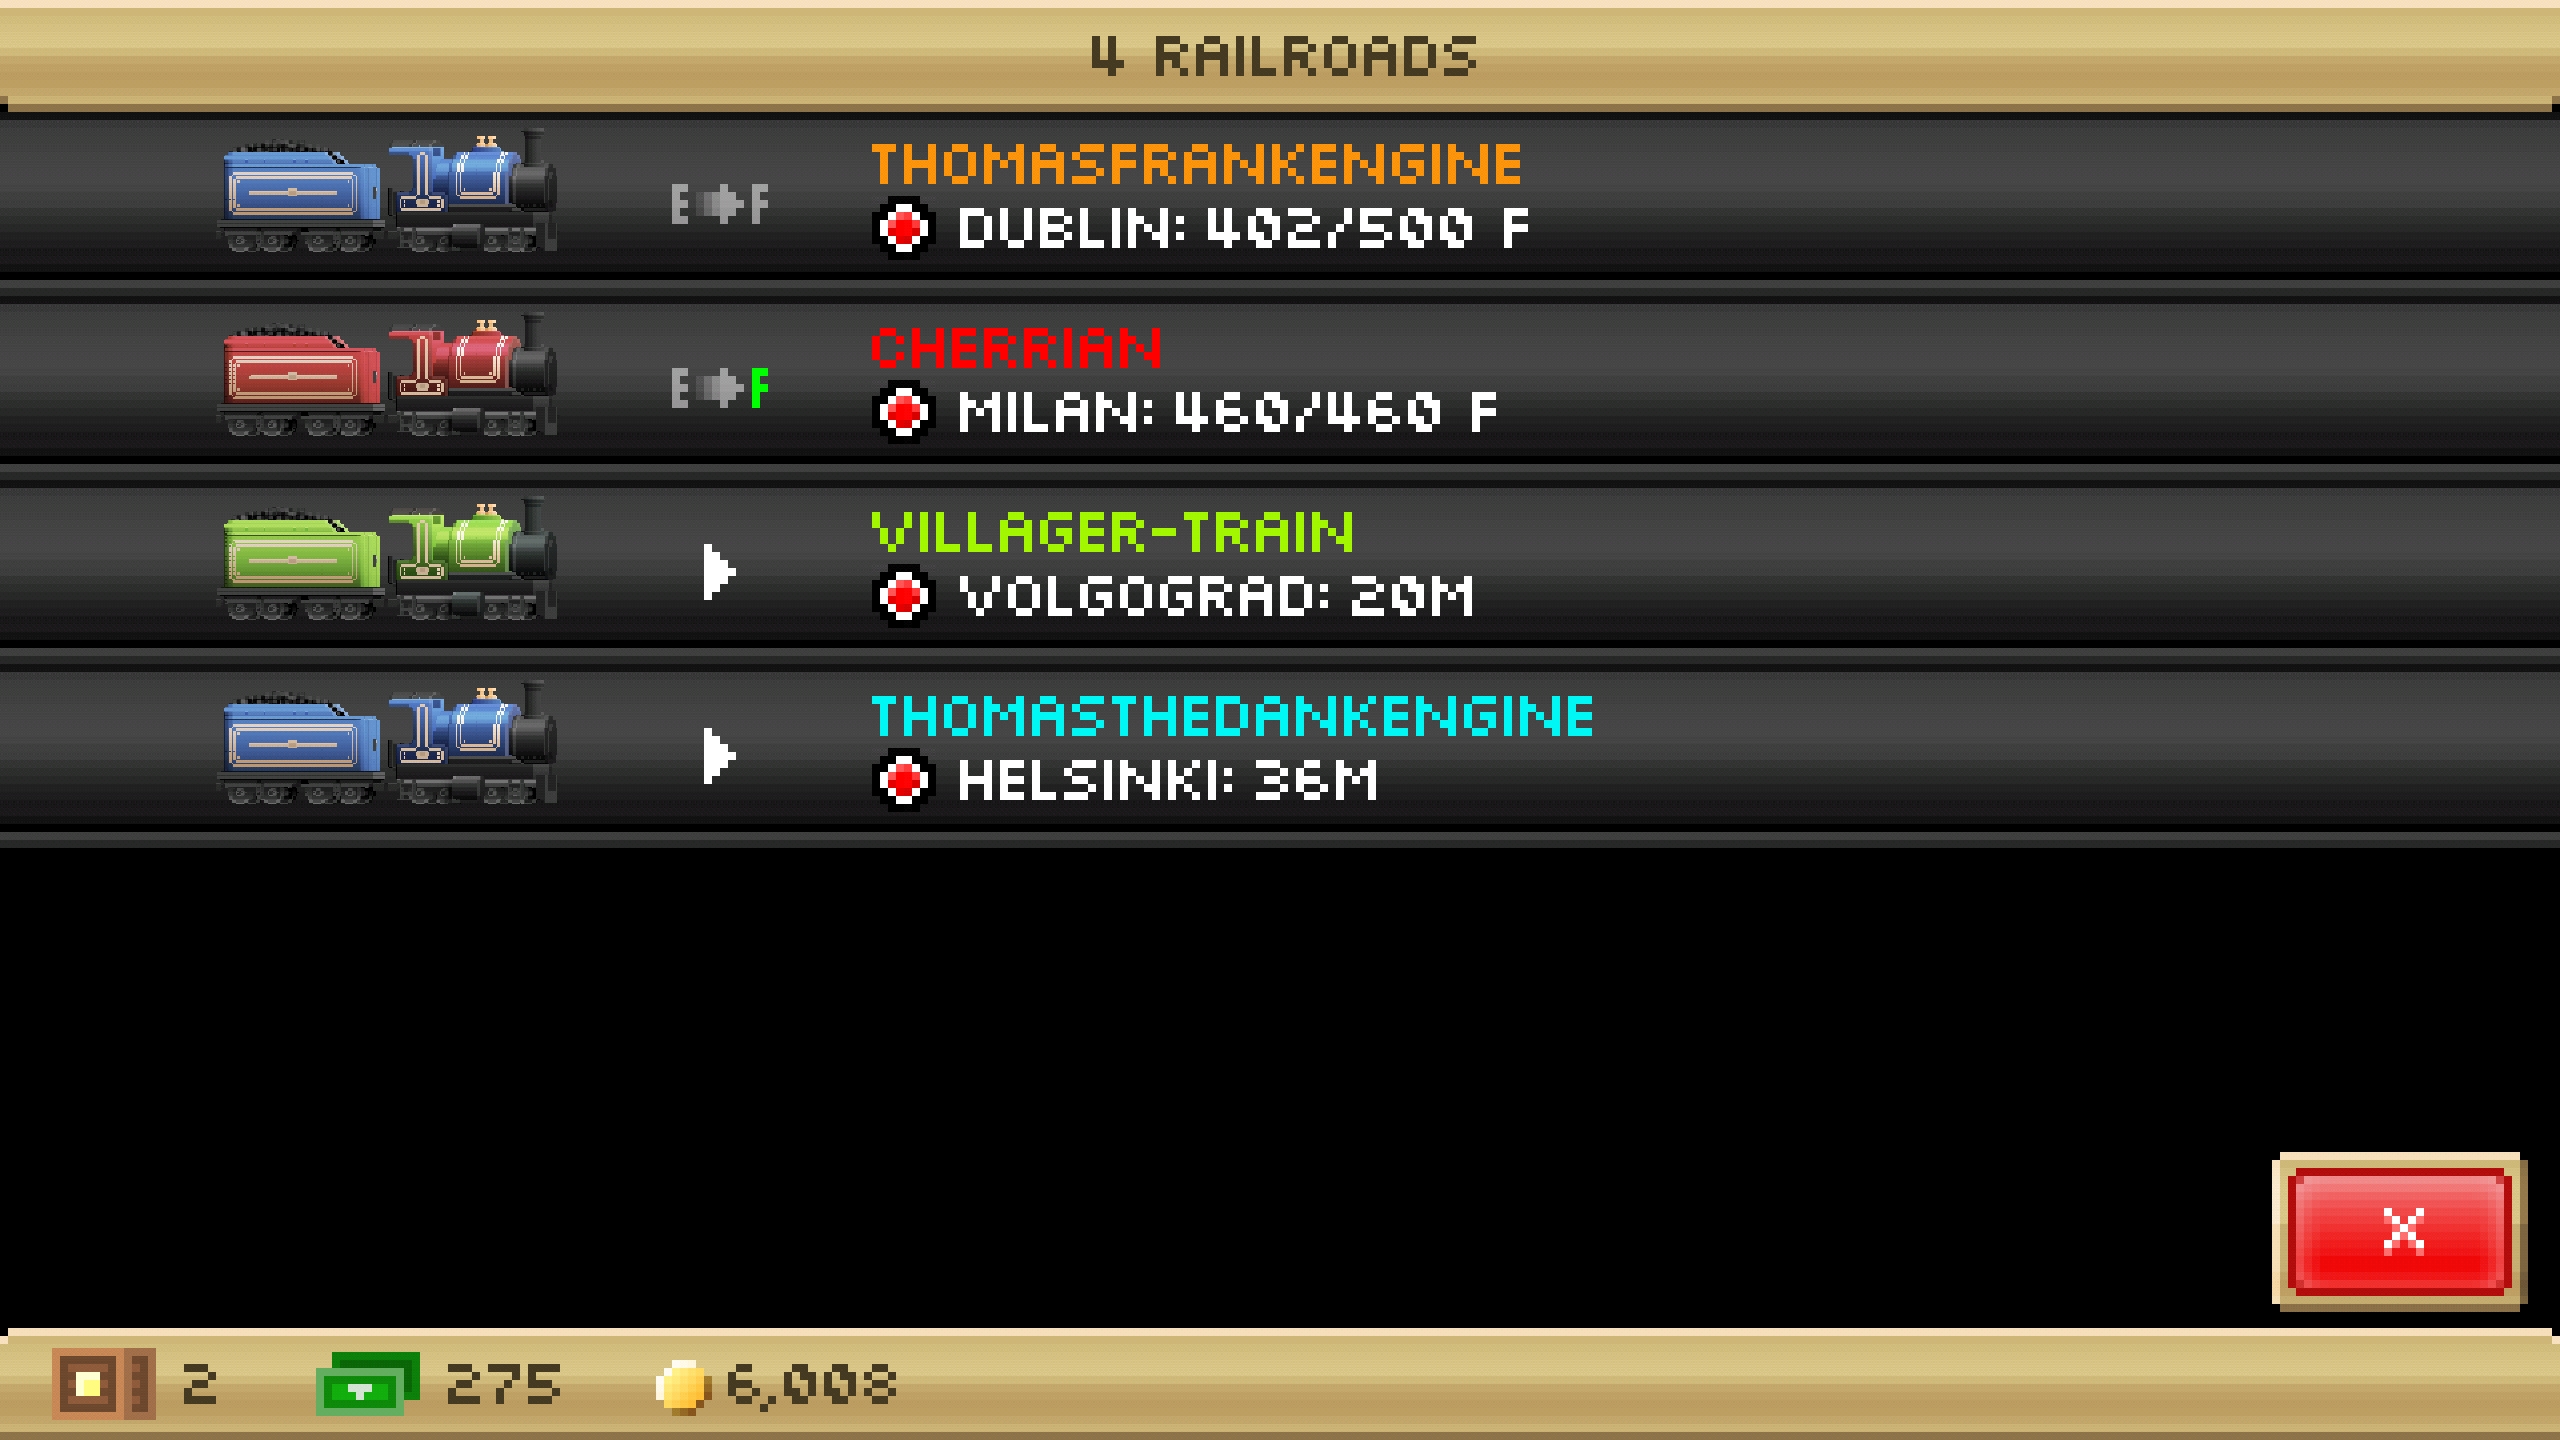 4 RAILROADS
THOMASFRANKENGINE
E F
DUBLIN: 402/500 F
CHERRIAN
E F
MILAN: 460/460 F
VILLAGER-TRAIN
VOLGOGRAD: 20M
THOMASTHEDANKENGINE
HELSINKI: 36M
X
2 275 6,008